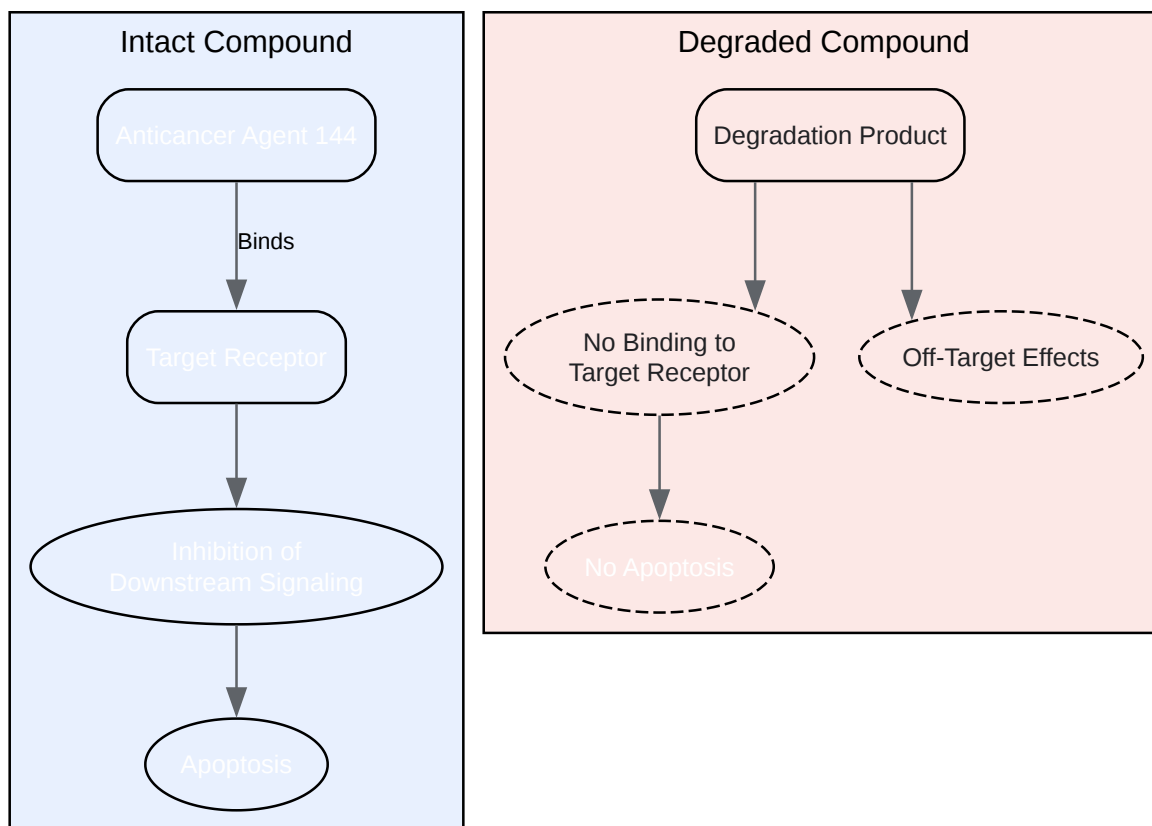 Intact Compound
Anticancer Agent 144
Binds
Target Receptor
Inhibition of
Downstream Signaling
Apoptosis
Degraded Compound
Degradation Product
No Binding to
Target Receptor
Off-Target Effects
No Apoptosis